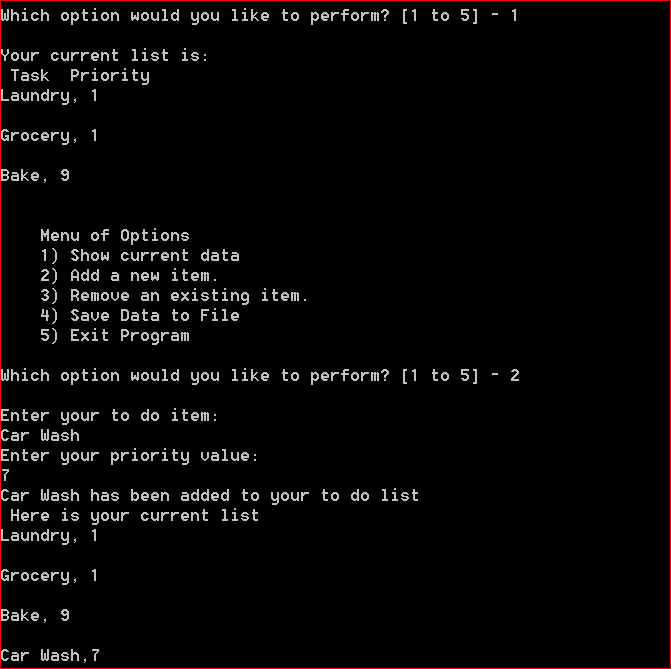 Which option would you like to perform? [1 to 5] - 1
Your current list is:
Task  Priority
Laundry, 1
Grocery, 1
Bake, 9
Menu of Options
1) Show current data
2) Add a new item.
3) Remove an existing item.
4) Save Data to File
5) Exit Program
Which option would you like to perform? [1 to 5] - 2
Enter your to do item:
Car Wash
Enter your priority value:
7
Car Wash has been added to your to do list
Here is your current list
Laundry, 1
Grocery, 1
Bake, 9
Car Wash,7